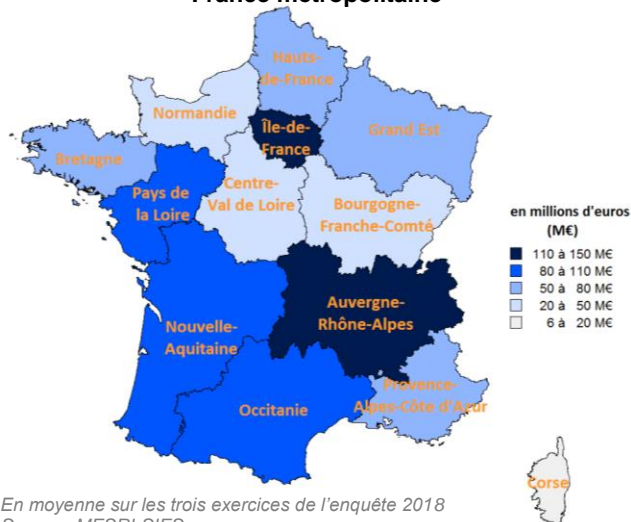 France métropolitaine
Hauts-
de-France
Normandie
Île-de-
France
Grand Est
Bretagne
Pays de
la Loire
Centre-
Val de Loire
Bourgogne-
Franche-Comté
en millions d'euros
(M€)
110 à 150 M€
80 à 110 M€
50 à 80 M€
20 à 50 M€
6 à 20 M€
Auvergne-
Rhône-Alpes
Nouvelle-
Aquitaine
Provence-
Alpes-Côte d'Azur
Occitanie
Corse
En moyenne sur les trois exercices de l'enquête 2018